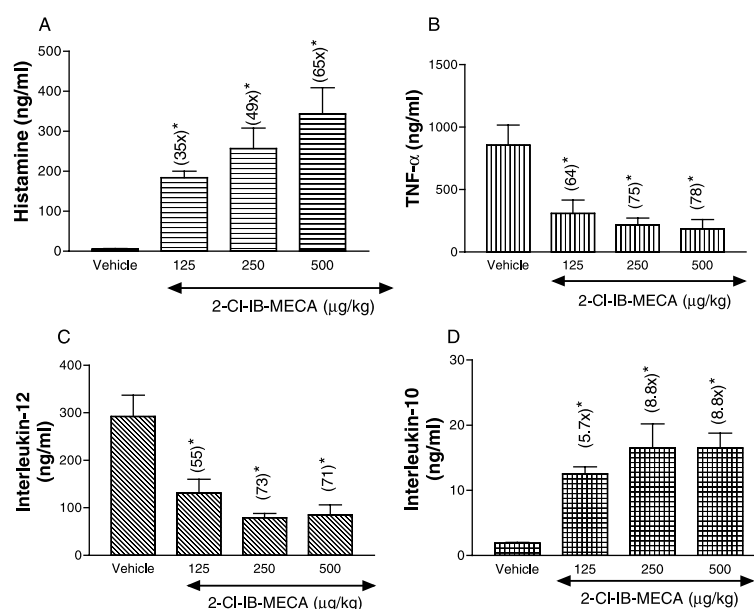 A
Histamine (ng/ml)
500
400
300
200
100
0
(35x)*
(49x)*
(65x)*
Vehicle
125
250
500
2-Cl-IB-MECA (μg/kg)
B
TNF-α (ng/ml)
1500
1000
500
0
(64)*
(75)*
(78)*
Vehicle
125
250
500
2-Cl-IB-MECA (μg/kg)
C
Interleukin-12
(ng/ml)
400
300
200
100
0
(55)*
(73)*
(71)*
Vehicle
125
250
500
2-Cl-IB-MECA (μg/kg)
D
Interleukin-10
(ng/ml)
30
20
10
0
(5.7x)*
(8.8x)*
(8.8x)*
Vehicle
125
250
500
2-Cl-IB-MECA (μg/kg)